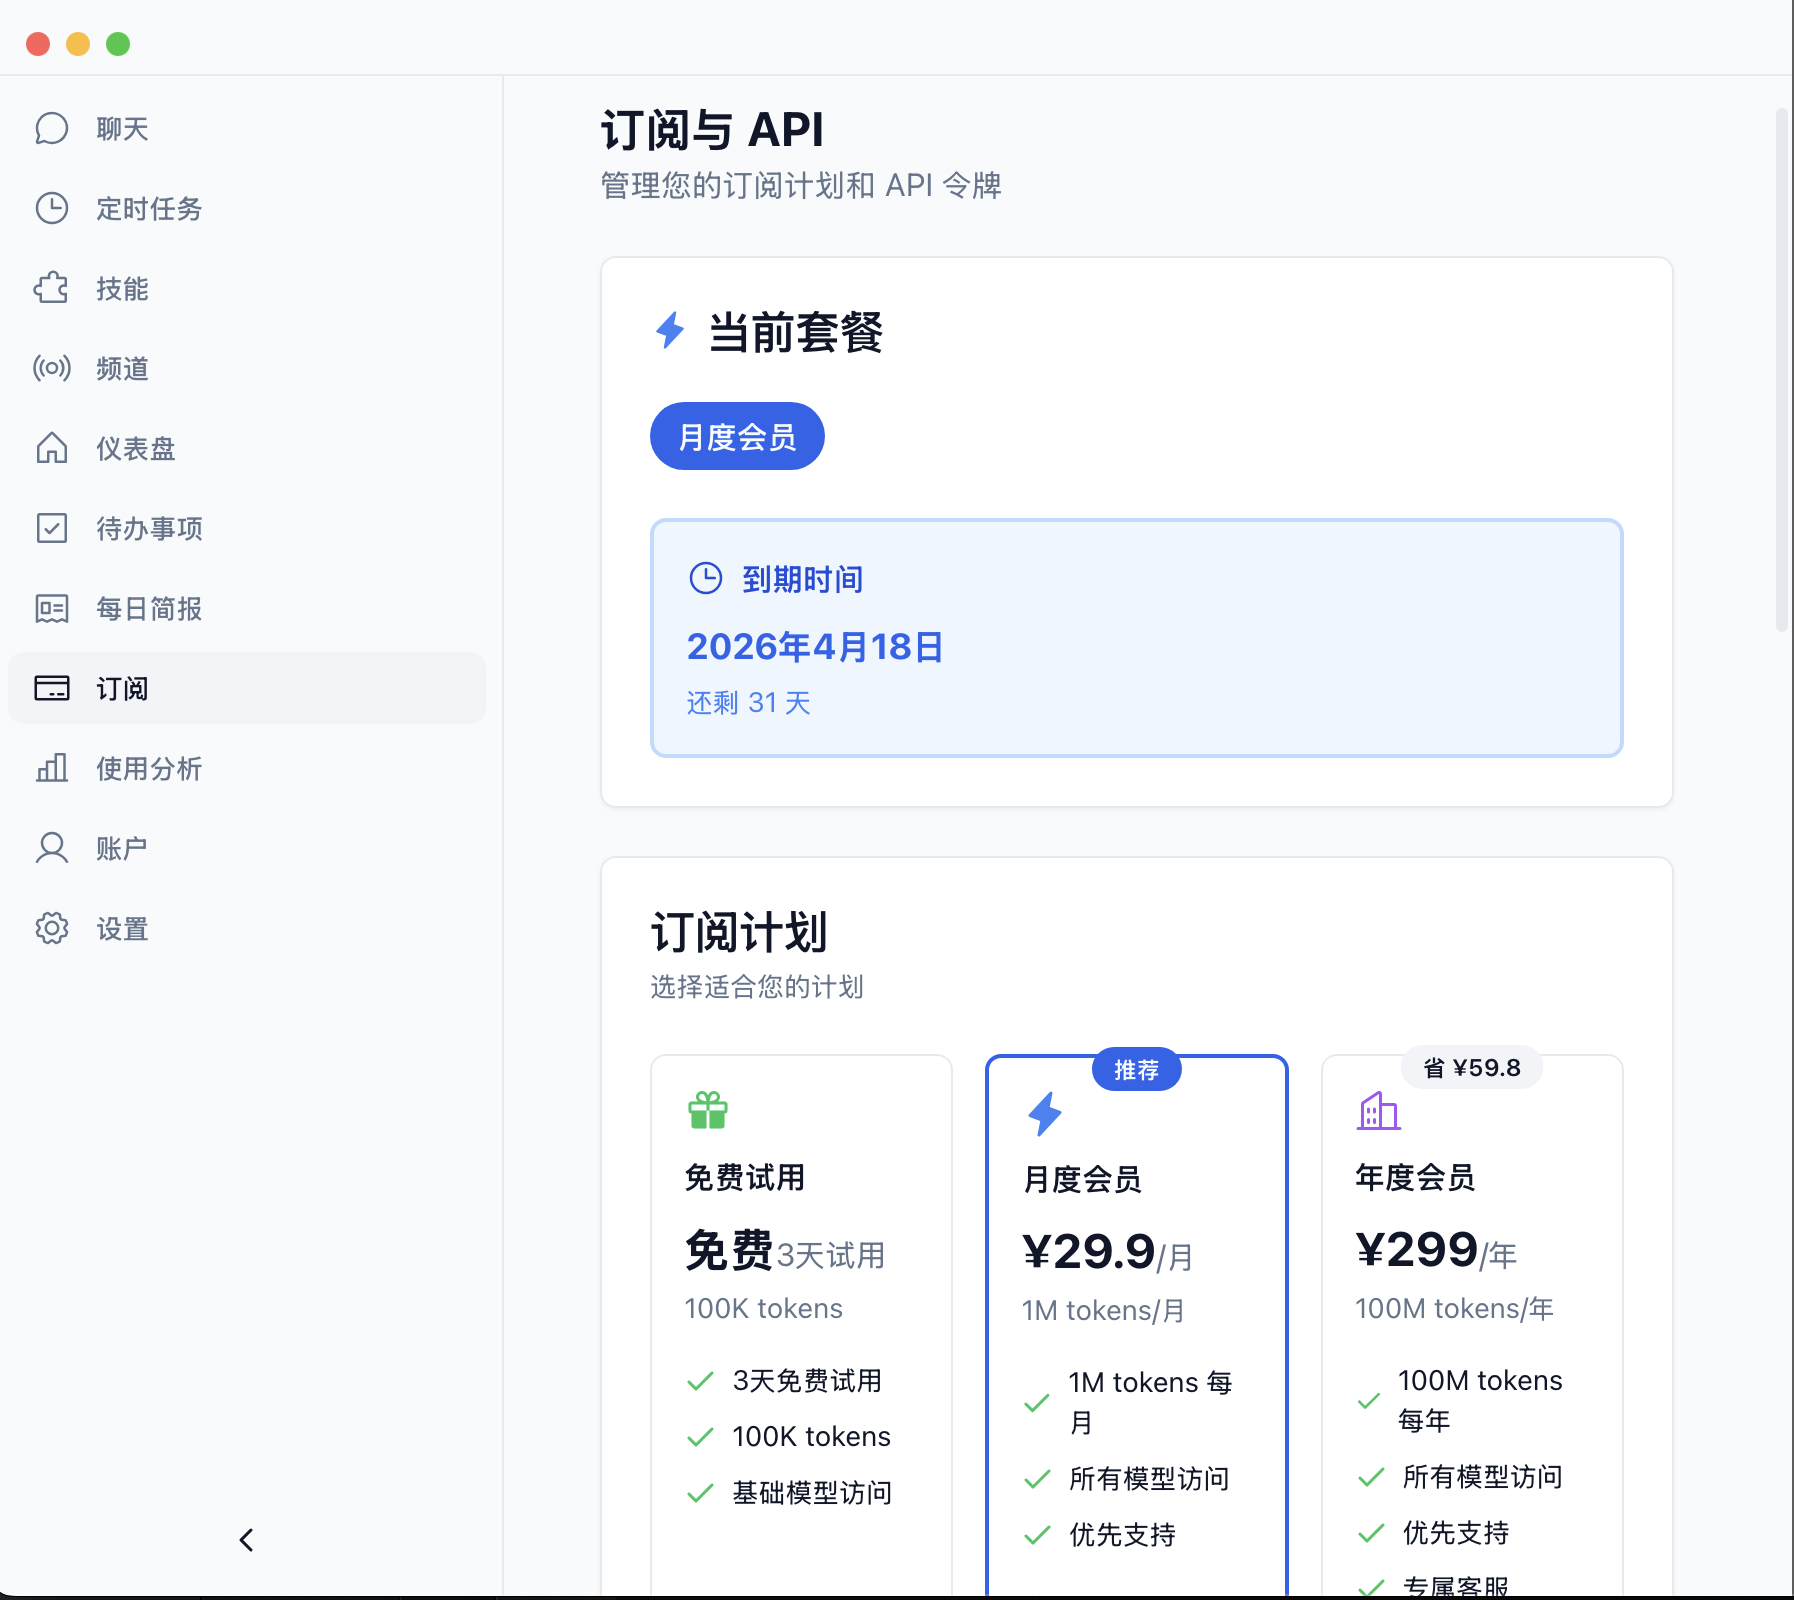 聊天
定时任务
技能
频道
仪表盘
待办事项
每日简报
订阅
使用分析
账户
设置
订阅与 API
管理您的订阅计划和 API 令牌
当前套餐
月度会员
到期时间
2026年4月18日
还剩 31 天
订阅计划
选择适合您的计划
免费试用
免费3天试用
100K tokens
3天免费试用
100K tokens
基础模型访问
推荐
月度会员
¥29.9/月
1M tokens/月
1M tokens 每
月
所有模型访问
优先支持
省 ¥59.8
年度会员
¥299/年
100M tokens/年
100M tokens
每年
所有模型访问
优先支持
专属客服